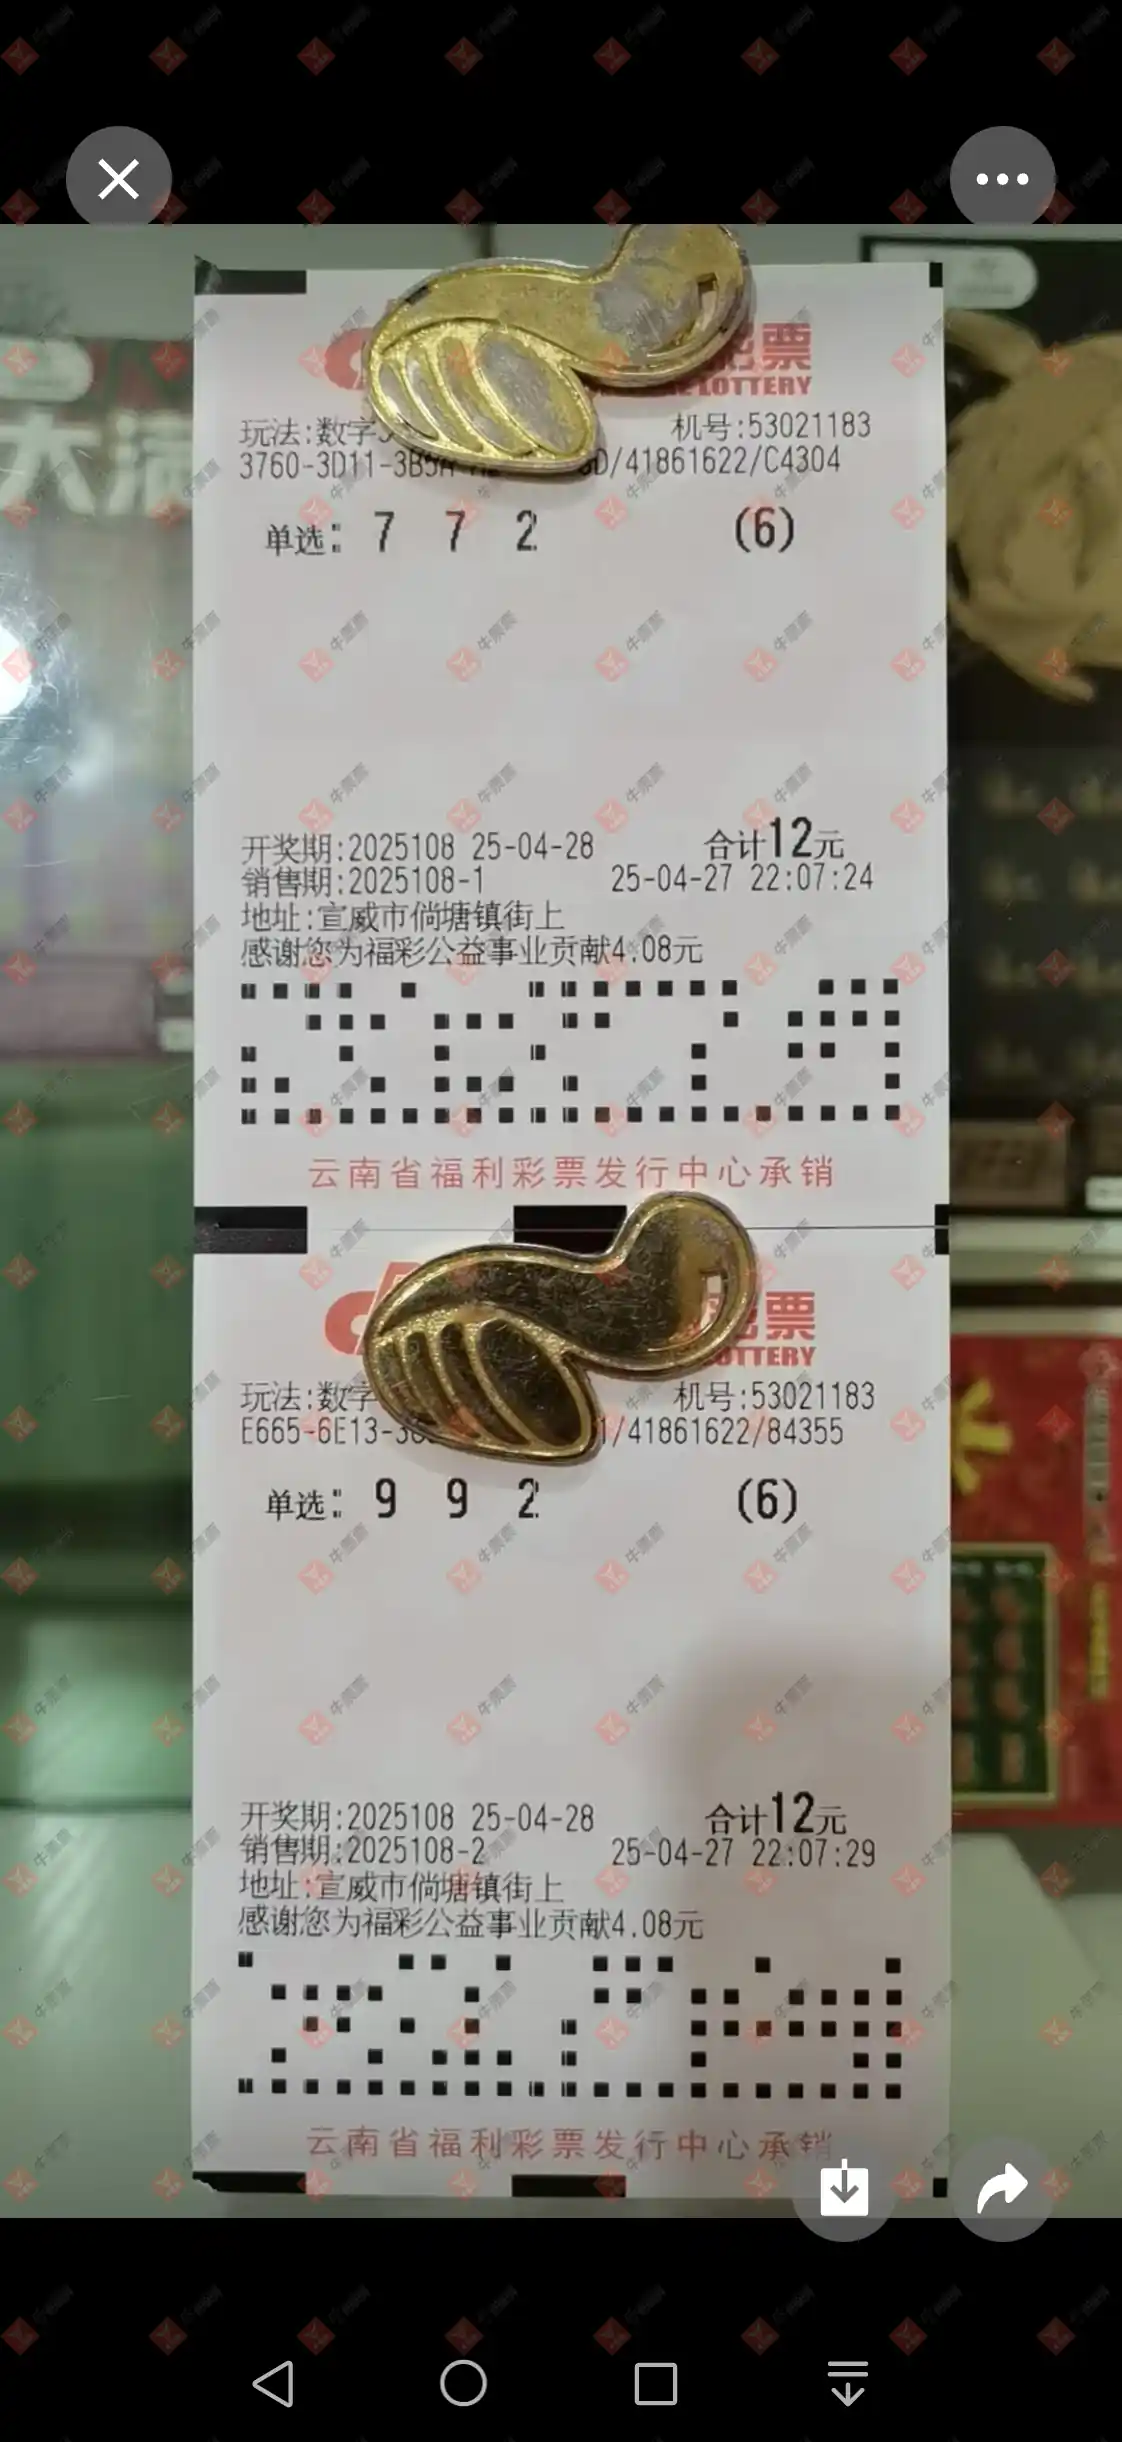 彩票
LOTTERY
玩法:数字
机号:53021183
3760-3D11-3B5A D/41861622/C4304
单选: 7 7 2 (6)
开奖期:2025108 25-04-28 合计12元
销售期:2025108-1 25-04-27 22:07:24
地址:宣威市倘塘镇街上
感谢您为福彩公益事业贡献4.08元
云南省福利彩票发行中心承销
票
LOTTERY
玩法:数字
机号:53021183
E665-6E13-3 1/41861622/84355
单选: 9 9 2 (6)
开奖期:2025108 25-04-28 合计12元
销售期:2025108-2 25-04-27 22:07:29
地址:宣威市倘塘镇街上
感谢您为福彩公益事业贡献4.08元
云南省福利彩票发行中心承销